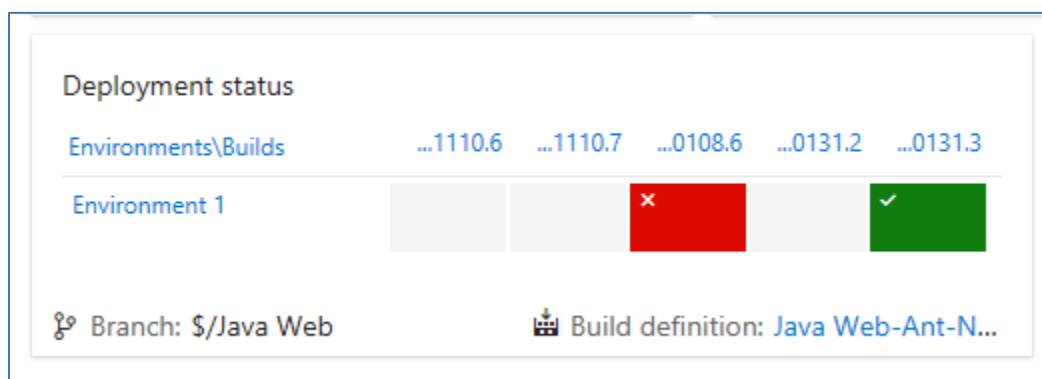 Deployment status
Environments\Builds ...1110.6 ...1110.7 ...0108.6 ...0131.2 ...0131.3
Environment 1
Branch: $/Java Web Build definition: Java Web-Ant-N...